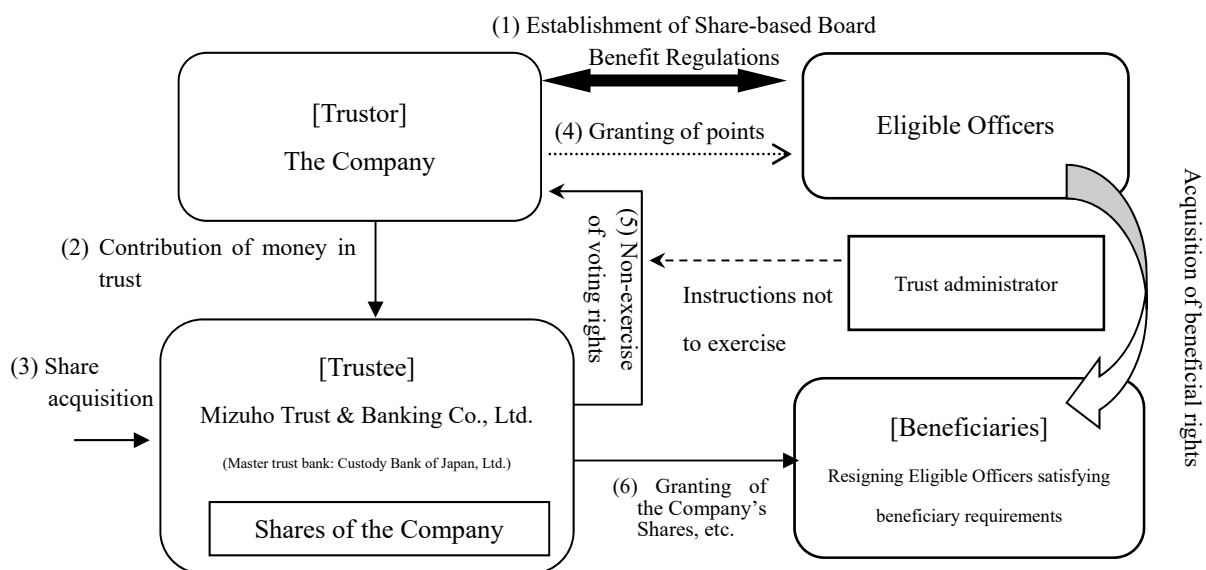 (1) Establishment of Share-based Board
Benefit Regulations
[Trustor]
The Company
(4) Granting of points
Eligible Officers
(2) Contribution of money in
trust
(5) Non-exercise
of voting rights
Instructions not
to exercise
Trust administrator
Acquisition of beneficial rights
(3) Share
acquisition
[Trustee]
Mizuho Trust & Banking Co., Ltd.
(Master trust bank: Custody Bank of Japan, Ltd.)
Shares of the Company
(6) Granting of
the Company's
Shares, etc.
[Beneficiaries]
Resigning Eligible Officers satisfying
beneficiary requirements